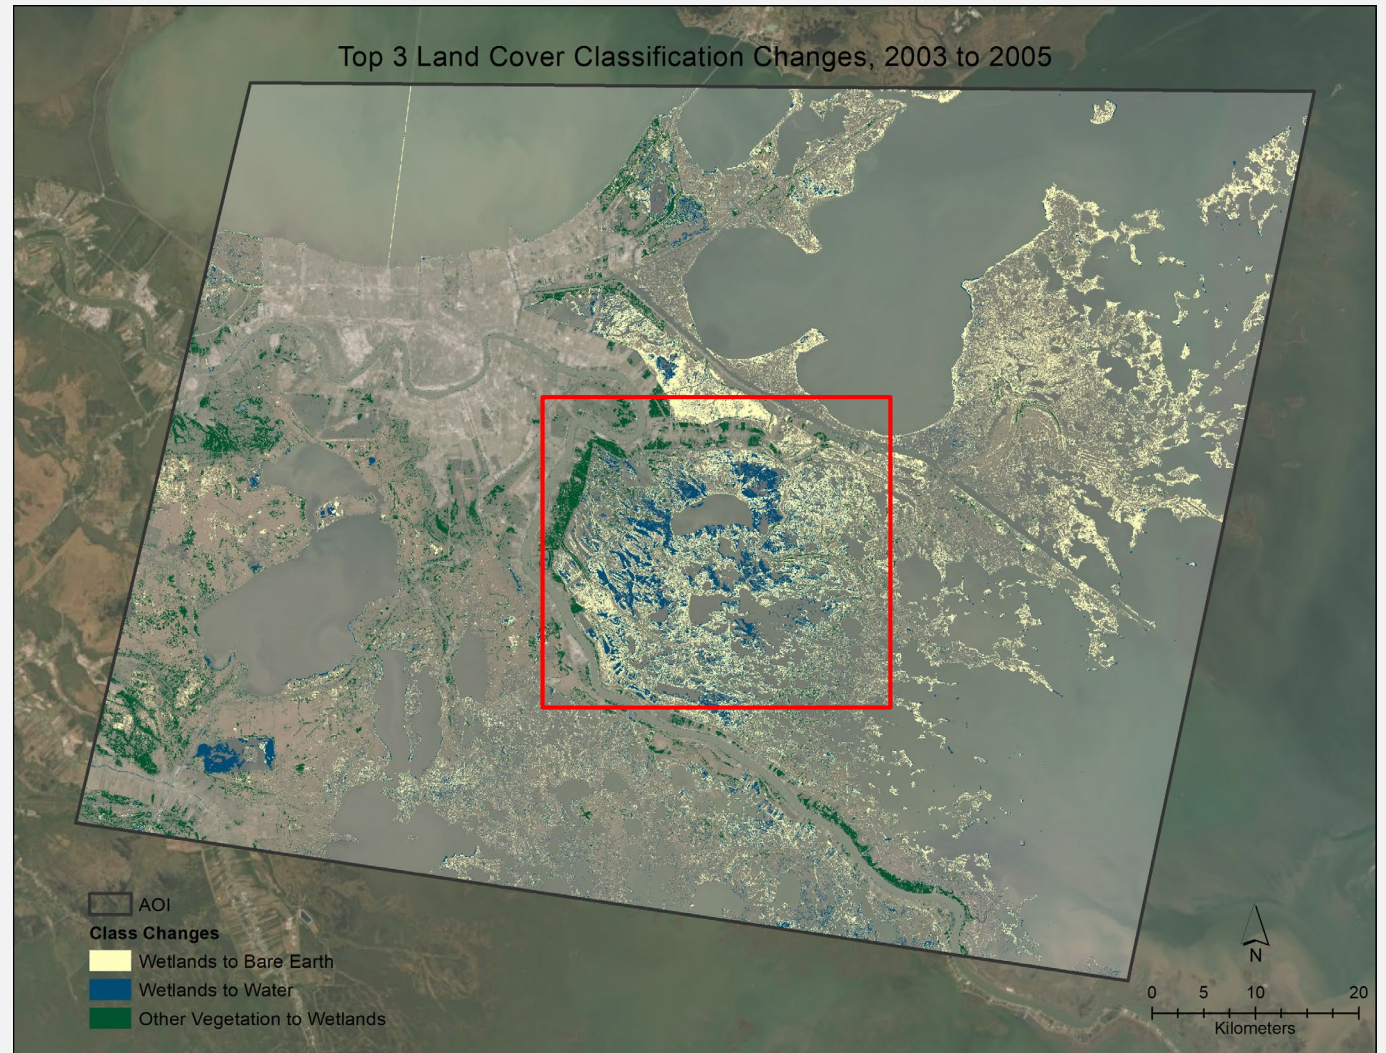 Top 3 Land Cover Classification Changes, 2003 to 2005
AOI
Class Changes
Wetlands to Bare Earth
Wetlands to Water
Other Vegetation to Wetlands
N
0 5 10 20
Kilometers